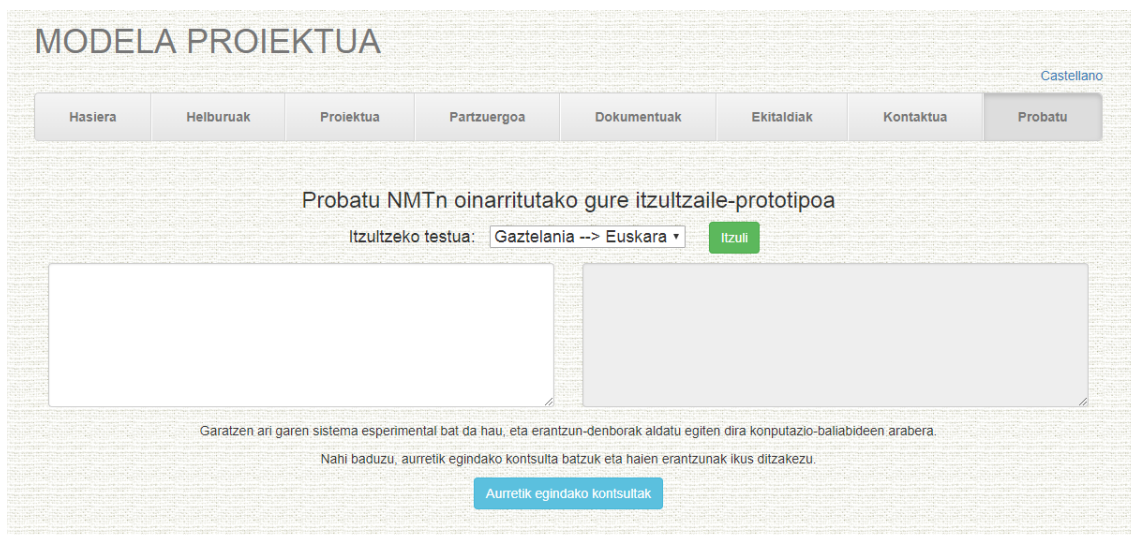 MODELA PROIEKTUA
Castellano
Hasiera Helburuak Proiektua Partzuergoa Dokumentuak Ekitaldiak Kontaktua Probatu
Probatu NMTn oinarritutako gure itzultzaile-prototipoa
Itzultzeko testua: Gaztelania --> Euskara Itzuli
Garatzen ari garen sistema esperimental bat da hau, eta erantzun-denborak aldatu egiten dira konputazio-baliabideen arabera.
Nahi baduzu, aurretik egindako kontsulta batzuk eta haien erantzunak ikus ditzakezu.
Aurretik egindako kontsultak